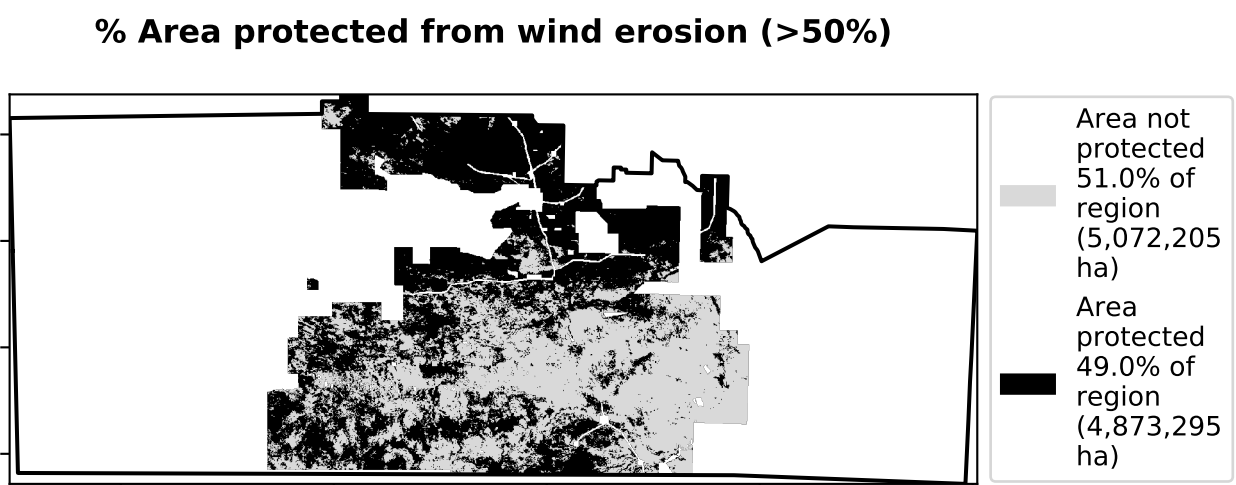 % Area protected from wind erosion (>50%)
Area not
protected
51.0% of
region
(5,072,205
ha)
Area
protected
49.0% of
region
(4,873,295
ha)